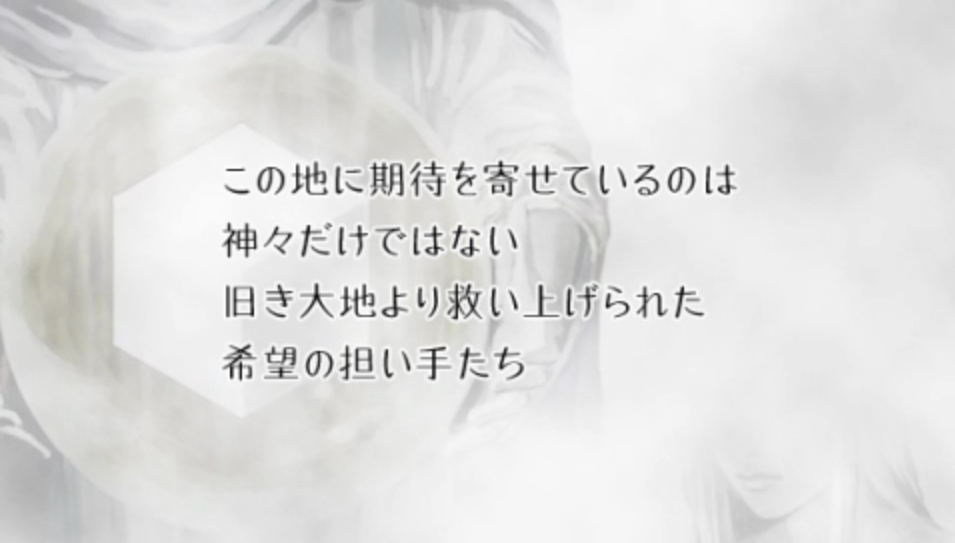 この地に期待を寄せているのは
神々だけではない
旧き大地より救い上げられた
希望の担い手たち